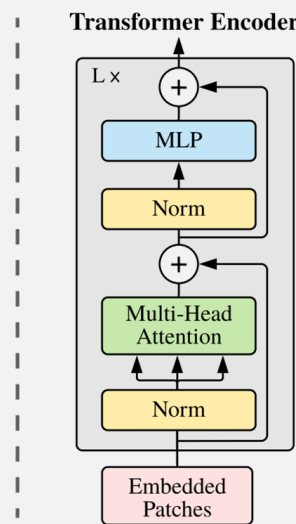 Transformer Encoder
L ×
+
MLP
Norm
+
Multi-Head
Attention
Norm
Embedded
Patches